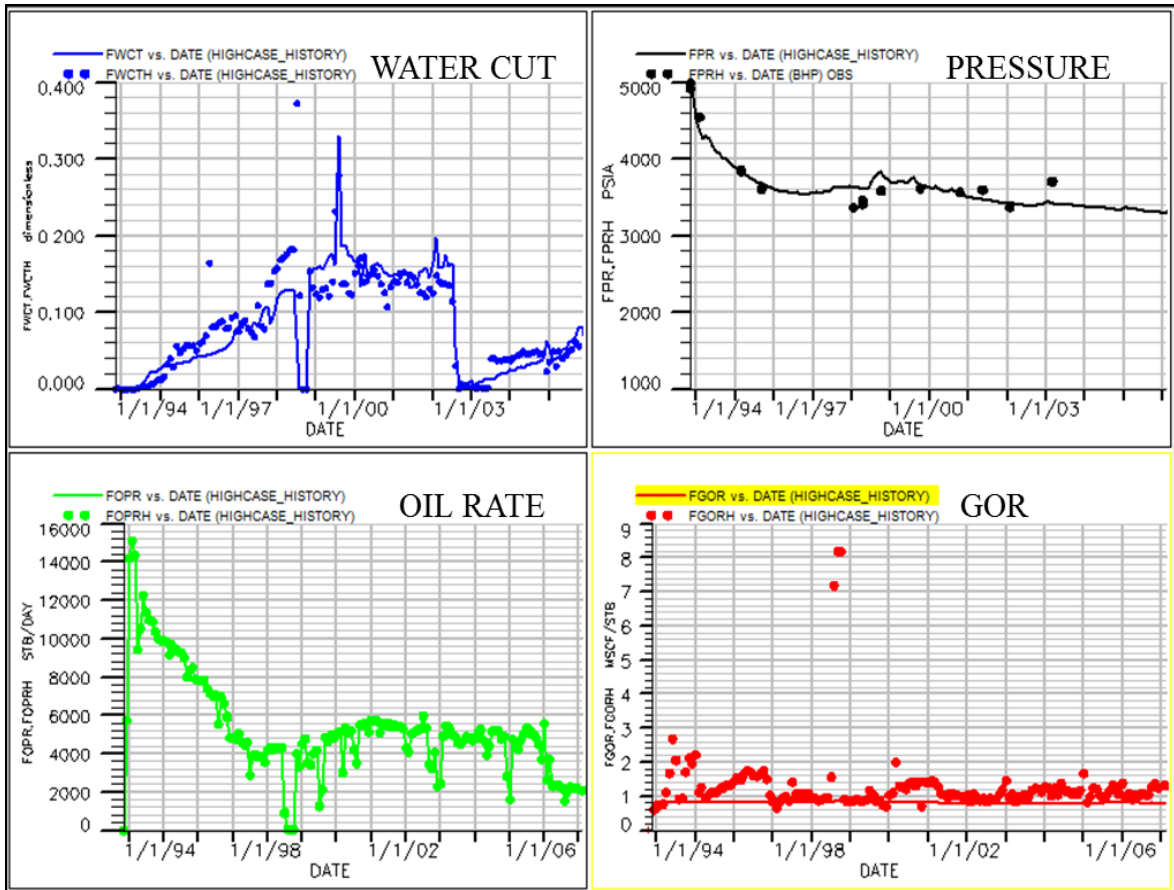 FWCT vs. DATE (HIGHCASE_HISTORY)
FWCTH vs. DATE (HIGHCASE_HISTORY)
WATER CUT
0.400
0.300
0.200
0.100
0.000
FWCT,FWCTH dimensionless
1/1/94 1/1/97 1/1/00 1/1/03
DATE
FPR vs. DATE (HIGHCASE_HISTORY)
FPRH vs. DATE (BHP) OBS
PRESSURE
5000
4000
3000
2000
1000
FPR,FPRH PSIA
1/1/94 1/1/97 1/1/00 1/1/03
DATE
FOPR vs. DATE (HIGHCASE_HISTORY)
FOPRH vs. DATE (HIGHCASE_HISTORY)
OIL RATE
16000
14000
12000
10000
8000
6000
4000
2000
0
FOPR,FOPRH STB/DAY
1/1/94 1/1/98 1/1/02 1/1/06
DATE
FGOR vs. DATE (HIGHCASE_HISTORY)
FGORH vs. DATE (HIGHCASE_HISTORY)
GOR
9
8
7
6
5
4
3
2
1
0
FGOR,FGORH MSCF/STB
1/1/94 1/1/98 1/1/02 1/1/06
DATE